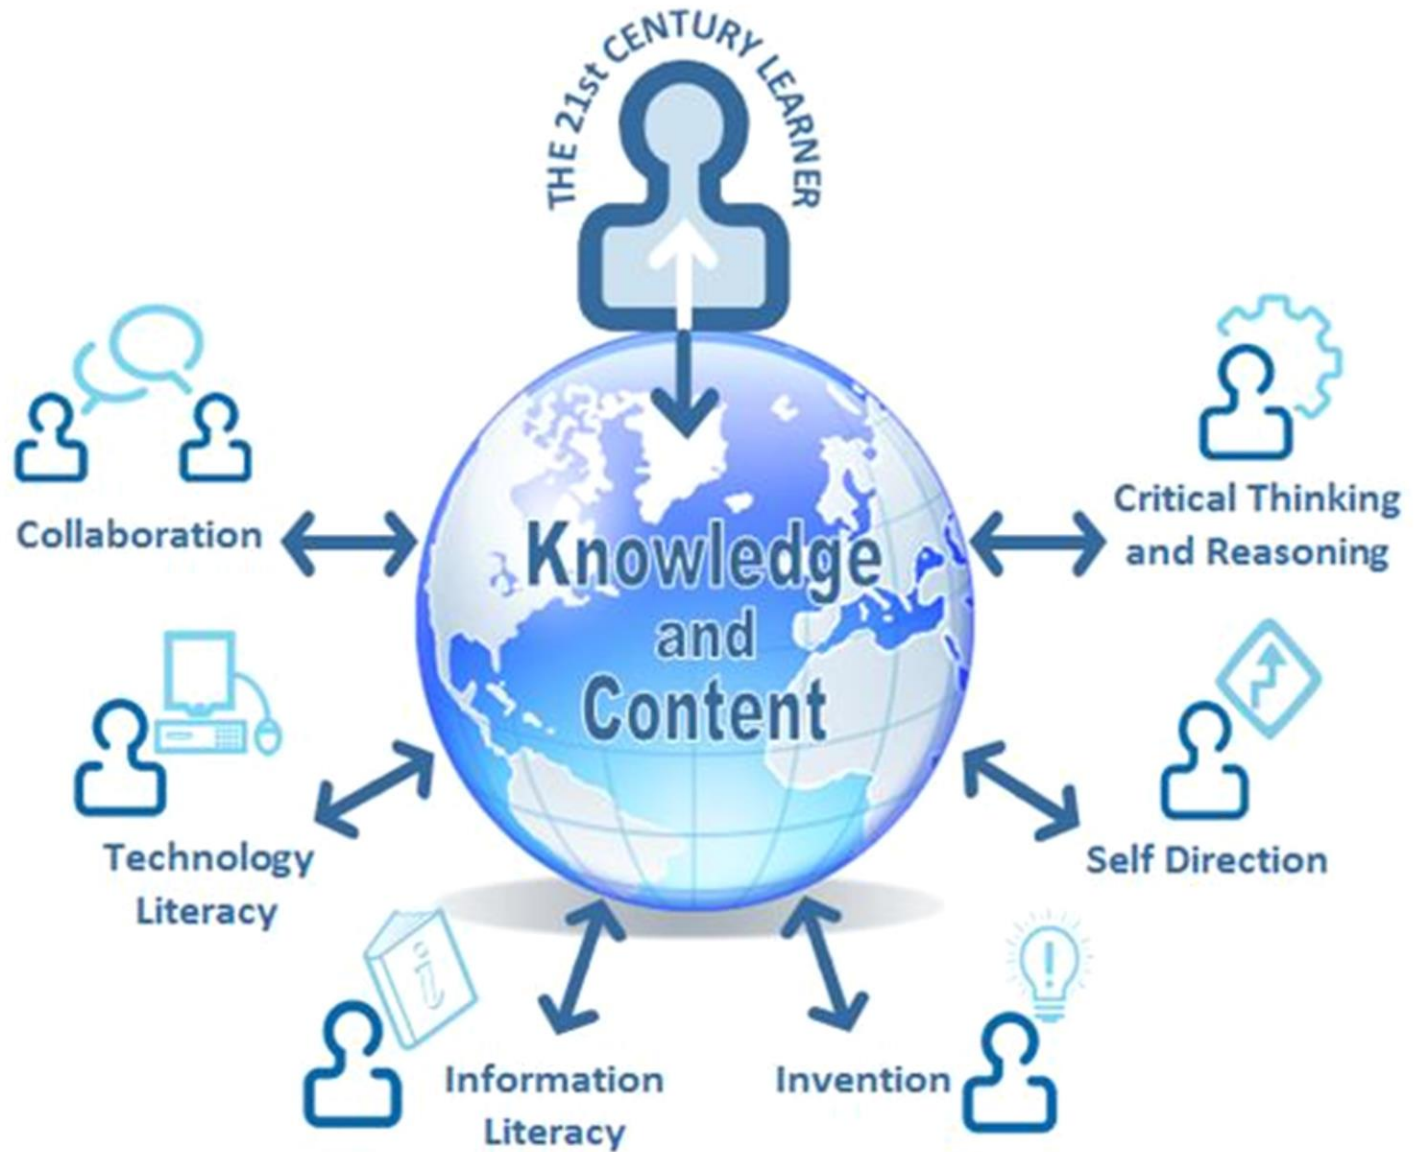 THE 21st CENTURY LEARNER
Knowledge
and
Content
Collaboration
Critical Thinking
and Reasoning
Technology
Literacy
Self Direction
i
Information
Literacy
!
Invention